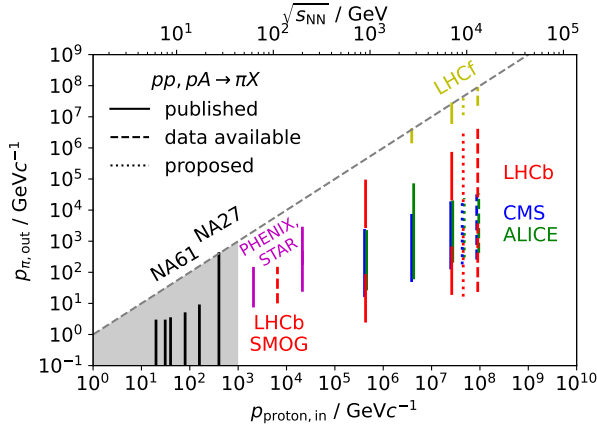 √s_NN / GeV
10¹ 10² 10³ 10⁴ 10⁵
10⁹
10⁸
10⁷
10⁶
10⁵
10⁴
10³
10²
10¹
10⁰
10⁻¹
p_π,out / GeVc⁻¹
pp, pA → πX
published
data available
proposed
LHCf
LHCb
CMS
ALICE
NA61
NA27
PHENIX,
STAR
LHCb
SMOG
10⁰ 10¹ 10² 10³ 10⁴ 10⁵ 10⁶ 10⁷ 10⁸ 10⁹ 10¹⁰
p_proton,in / GeVc⁻¹